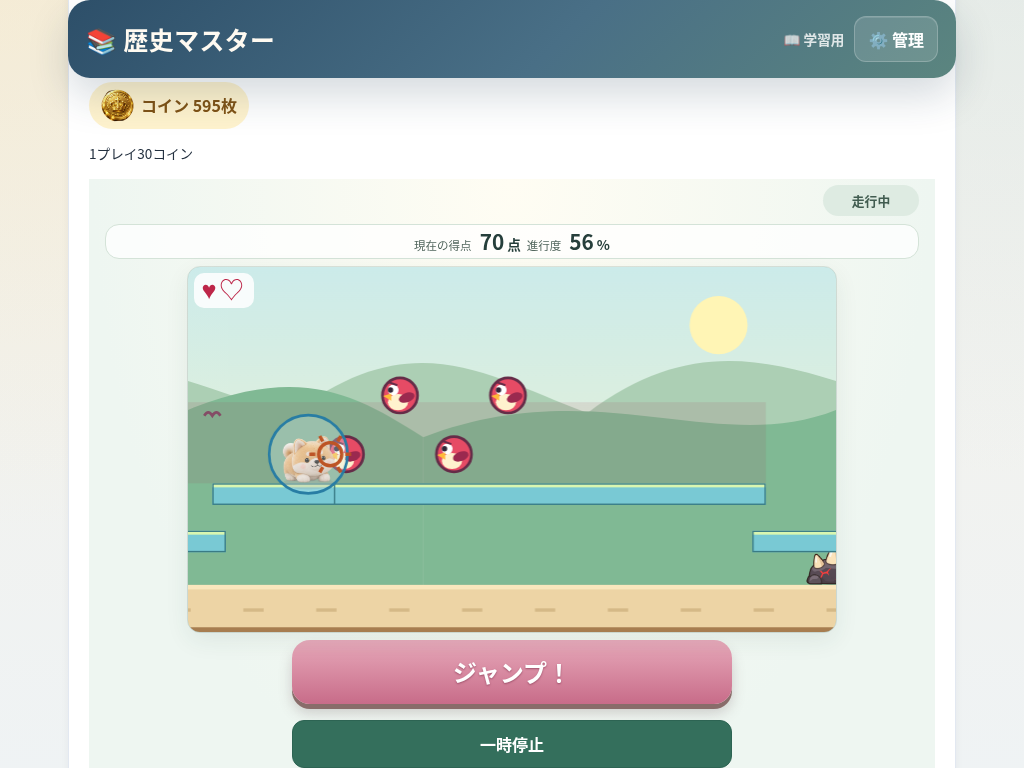 歴史マスター
学習用
管理
コイン 595枚
1プレイ30コイン
走行中
現在の得点 70点 進行度 56%
ジャンプ！
一時停止